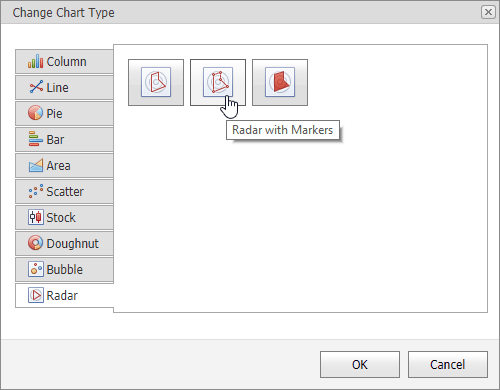 Change Chart Type
Column
Line
Pie
Bar
Area
Scatter
Stock
Doughnut
Bubble
Radar
Radar with Markers
OK
Cancel